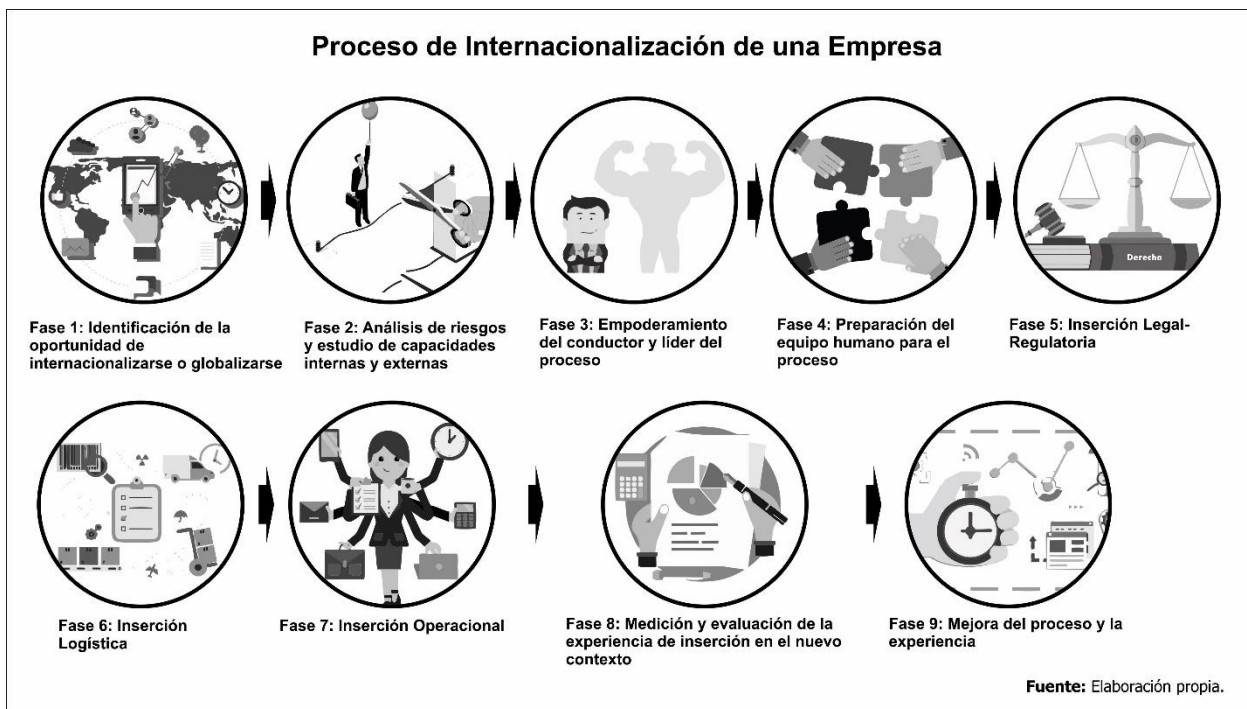 Proceso de Internacionalización de una Empresa
Derecho
Fase 1: Identificación de la
oportunidad de
internacionalizarse o globalizarse
Fase 2: Análisis de riesgos
y estudio de capacidades
internas y externas
Fase 3: Empoderamiento
del conductor y líder del
proceso
Fase 4: Preparación del
equipo humano para el
proceso
Fase 5: Inserción Legal-
Regulatoria
Fase 6: Inserción
Logística
Fase 7: Inserción Operacional
Fase 8: Medición y evaluación de la
experiencia de inserción en el nuevo
contexto
Fase 9: Mejora del proceso y la
experiencia
Fuente: Elaboración propia.